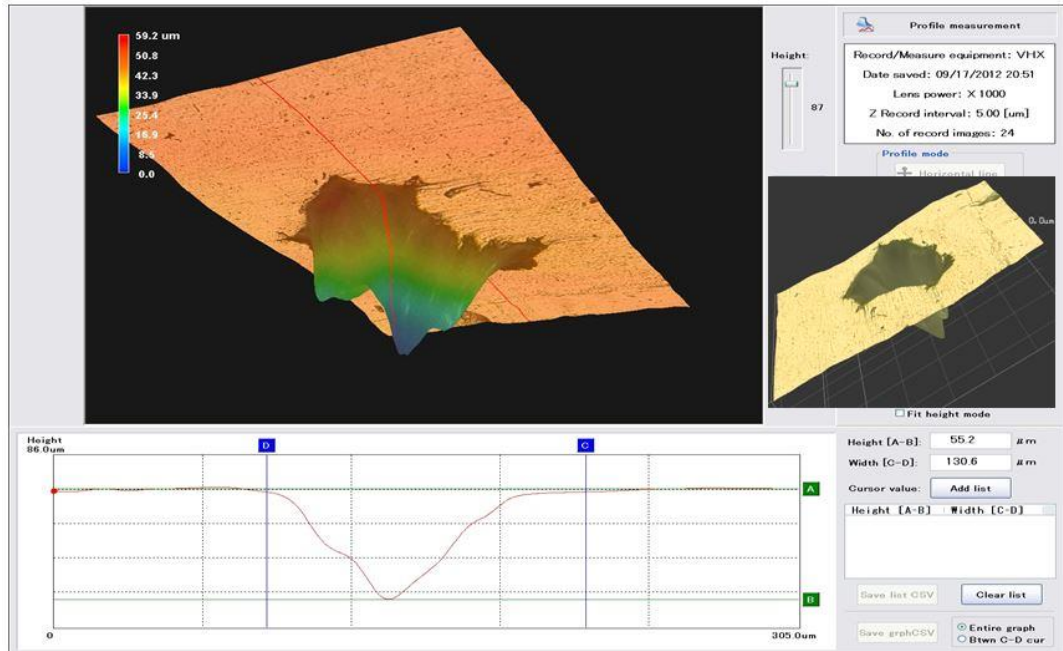 59.2 um
50.8
42.3
33.9
25.4
16.9
8.5
0.0
Height:
87
Profile measurement
Record/Measure equipment: VHX
Date saved: 09/17/2012 20:51
Lens power: X 1000
Z Record interval: 5.00 [um]
No. of record images: 24
Profile mode
Horizontal line
0.0um
Fit height mode
Height
86.0um
D
C
A
B
0
305.0um
Height [A-B]: 55.2 μm
Width [C-D]: 130.6 μm
Cursor value: Add list
Height [A-B] Width [C-D]
Save list CSV Clear list
Save grphCSV
Entire graph
Btwn C-D cur